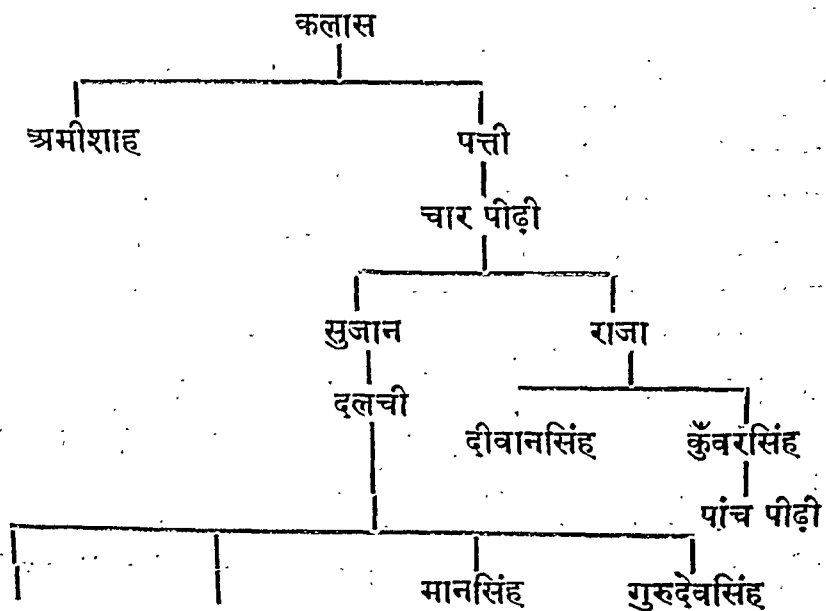 कलास
अमीशाह पत्ती
चार पीढ़ी
सुजान राजा
दलची
दीवानसिंह कुँवरसिंह
पांच पीढ़ी
मानसिंह गुरुदेवसिंह